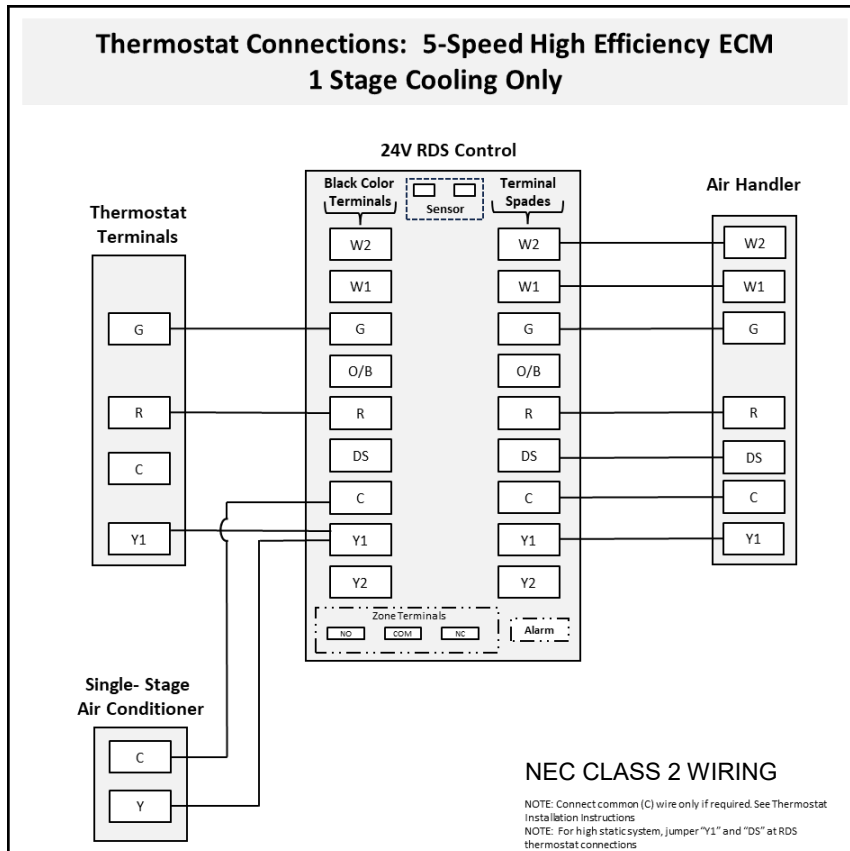 Thermostat Connections: 5-Speed High Efficiency ECM
1 Stage Cooling Only
24V RDS Control
Black Color
Terminals
Sensor
Terminal
Spades
Thermostat
Terminals
Air Handler
W2
W2
W2
W1
W1
W1
G
G
G
G
O/B
O/B
R
R
R
R
C
DS
DS
DS
C
C
C
Y1
Y1
Y1
Y1
Y2
Y2
Zone Terminals
NO
COM
NC
Alarm
Single- Stage
Air Conditioner
C
Y
NEC CLASS 2 WIRING
NOTE: Connect common (C) wire only if required. See Thermostat
Installation Instructions
NOTE: For high static system, jumper "Y1" and "DS" at RDS
thermostat connections